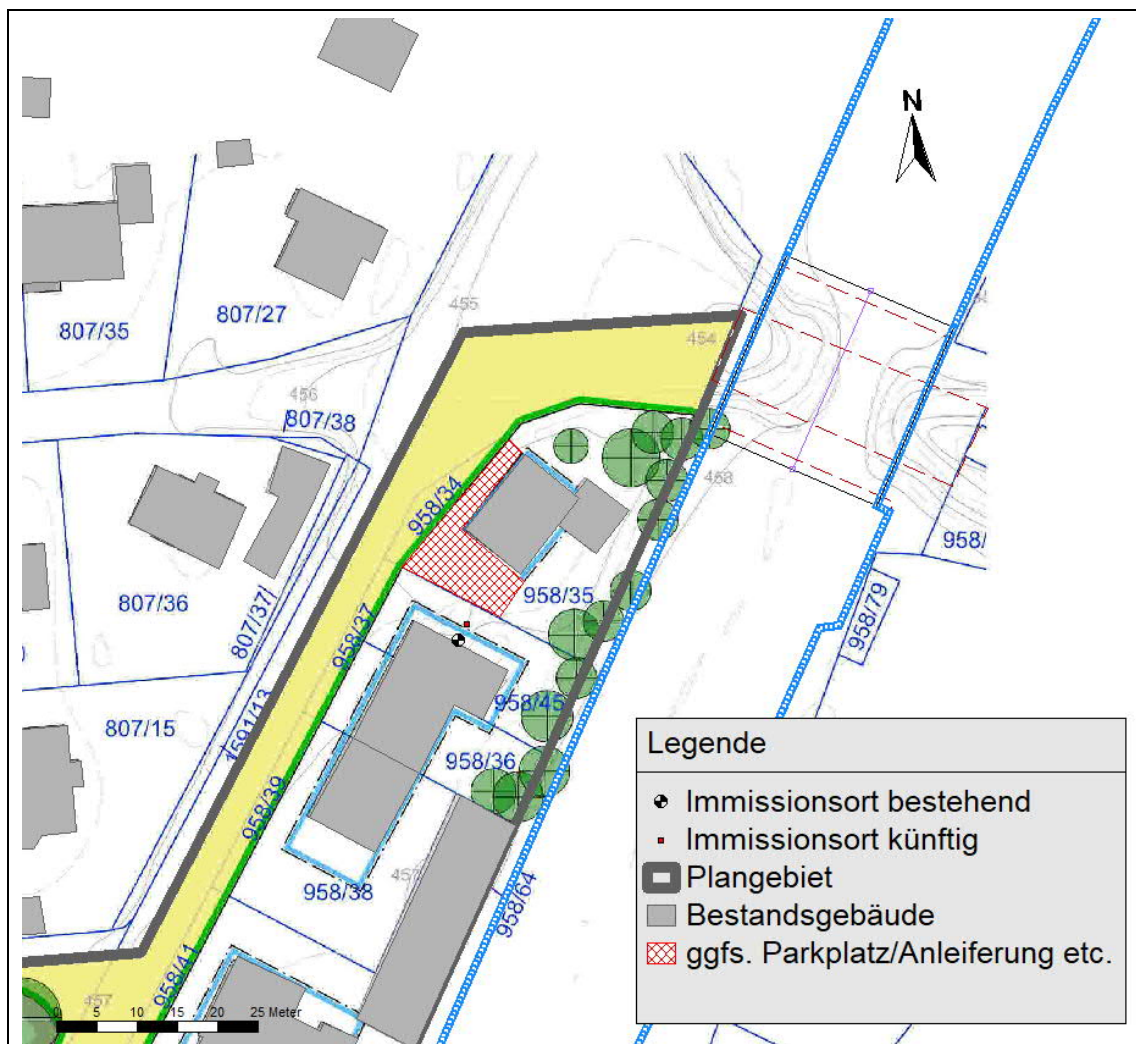 N
455
807/35
807/27
454
456
807/38
958/34
458
958/
807/36
958/35
807/37
958/79
958/37
807/15
1591/13
958/45
958/36
958/39
958/38
958/64
958/41
457
0 5 10 15 20 25 Meter
Legende
Immissionsort bestehend
Immissionsort künftig
Plangebiet
Bestandsgebäude
ggfs. Parkplatz/Anleiferung etc.